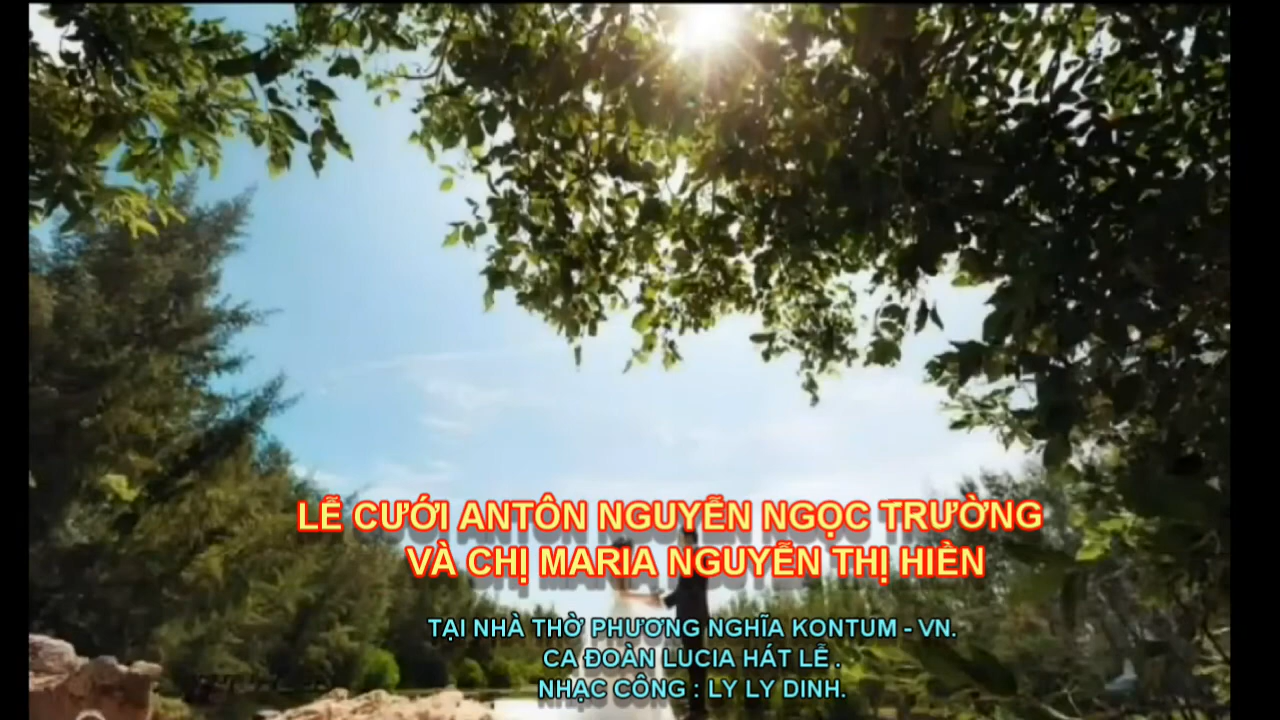 LỄ CƯỚI ANTÔN NGUYỄN NGỌC TRƯỜNG
VÀ CHỊ MARIA NGUYỄN THỊ HIỀN
TẠI NHÀ THỜ PHƯƠNG NGHĨA KONTUM - VN.
CA ĐOÀN LUCIA HÁT LỄ .
NHẠC CÔNG : LY LY DINH.